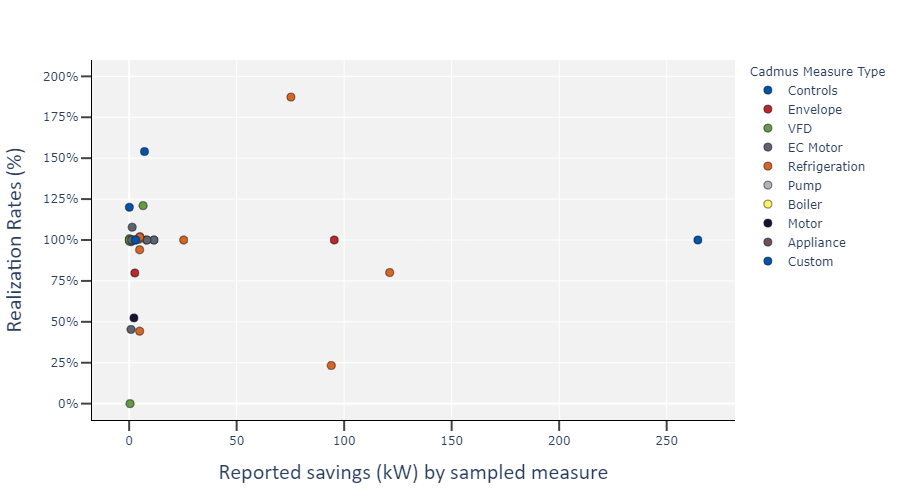 Realization Rates (%)
200%
175%
150%
125%
100%
75%
50%
25%
0%
0 50 100 150 200 250
Reported savings (kW) by sampled measure
Cadmus Measure Type
Controls
Envelope
VFD
EC Motor
Refrigeration
Pump
Boiler
Motor
Appliance
Custom